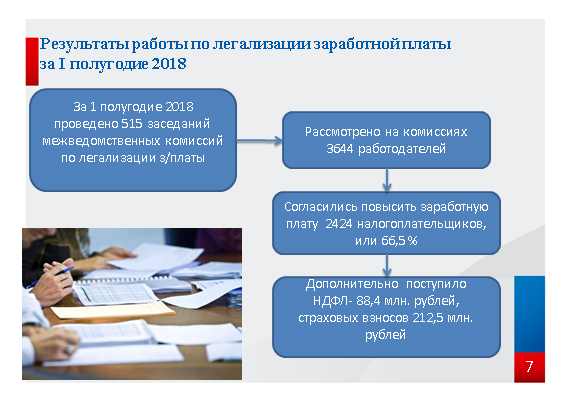 Результаты работы по легализации заработной платы
за I полугодие 2018
За 1 полугодие 2018
проведено 515 заседаний
межведомственных комиссий
по легализации з/платы
Рассмотрено на комиссиях
3644 работодателей
Согласились повысить заработную
плату 2424 налогоплательщиков,
или 66,5 %
Дополнительно поступило
НДФЛ- 88,4 млн. рублей,
страховых взносов 212,5 млн.
рублей
7